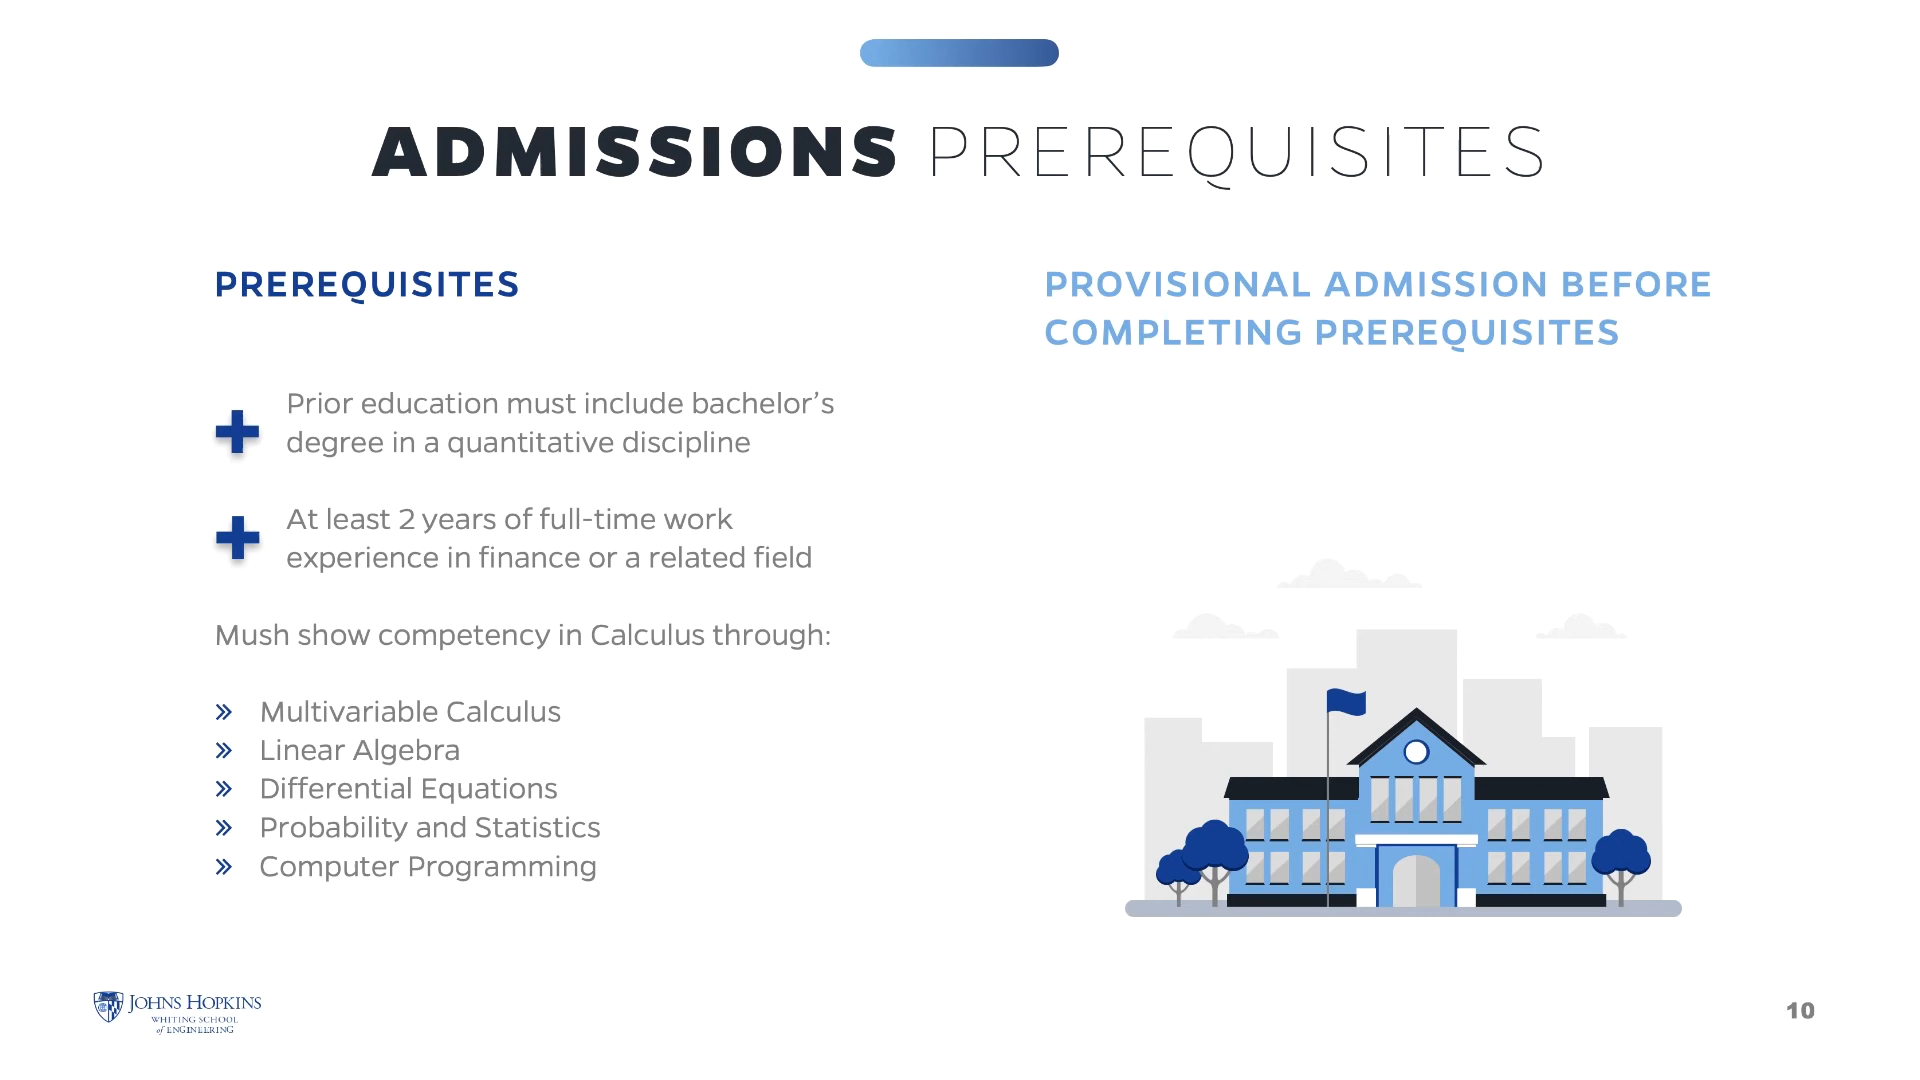 ADMISSIONS PREREQUISITES
PREREQUISITES
Prior education must include bachelor’s
degree in a quantitative discipline
At least 2 years of full-time work
experience in finance or a related field
Mush show competency in Calculus through:
Multivariable Calculus
Linear Algebra
Differential Equations
Probability and Statistics
Computer Programming
PROVISIONAL ADMISSION BEFORE
COMPLETING PREREQUISITES
JOHNS HOPKINS
WHITING SCHOOL
of ENGINEERING
10